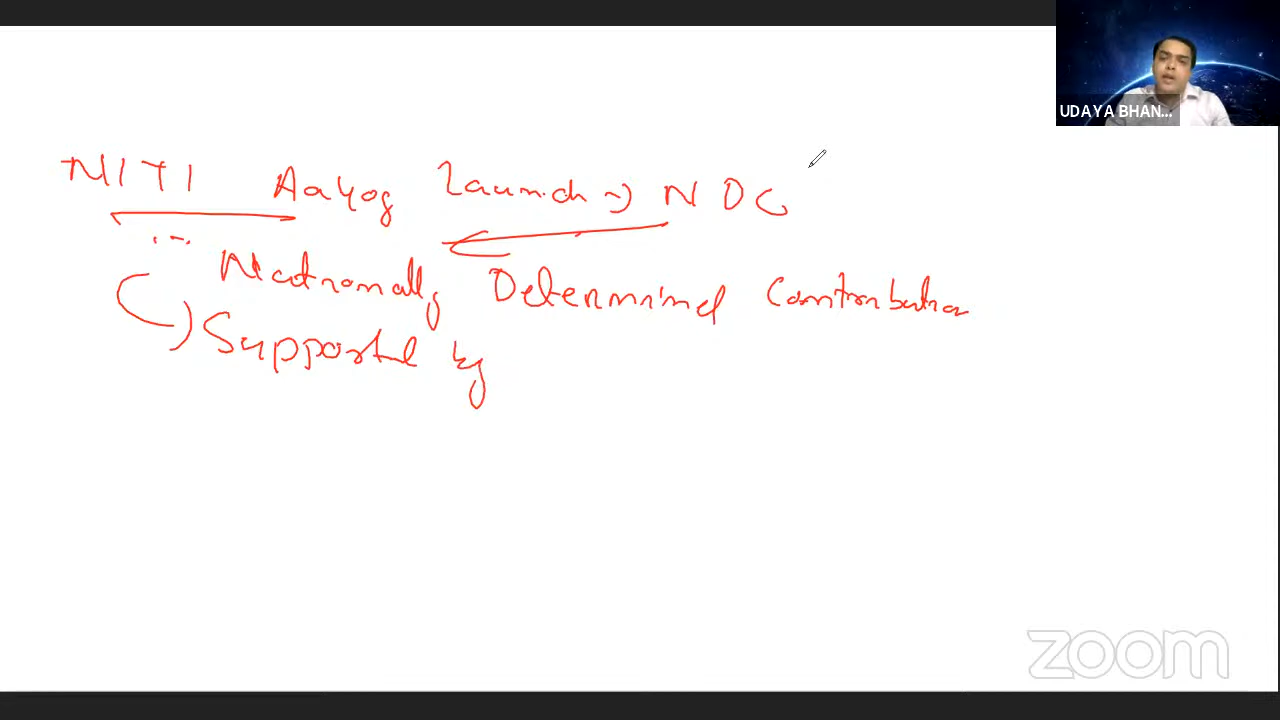 UDAYA BHAN...
NITI Aayog Launch => NDC
Nationally Determined Contribution
Supported by
zoom